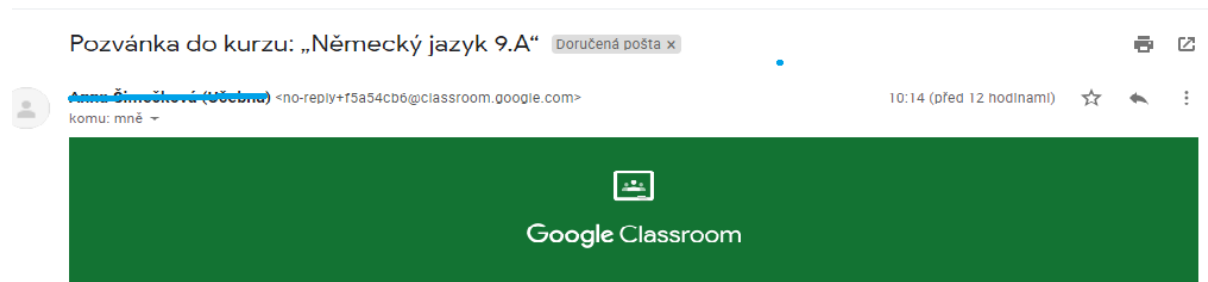 Pozvánka do kurzu: „Německý jazyk 9.A“ Doručená pošta x
<no-reply+f5a54cb6@classroom.google.com> 10:14 (před 12 hodinami)
komu: mně
Google Classroom